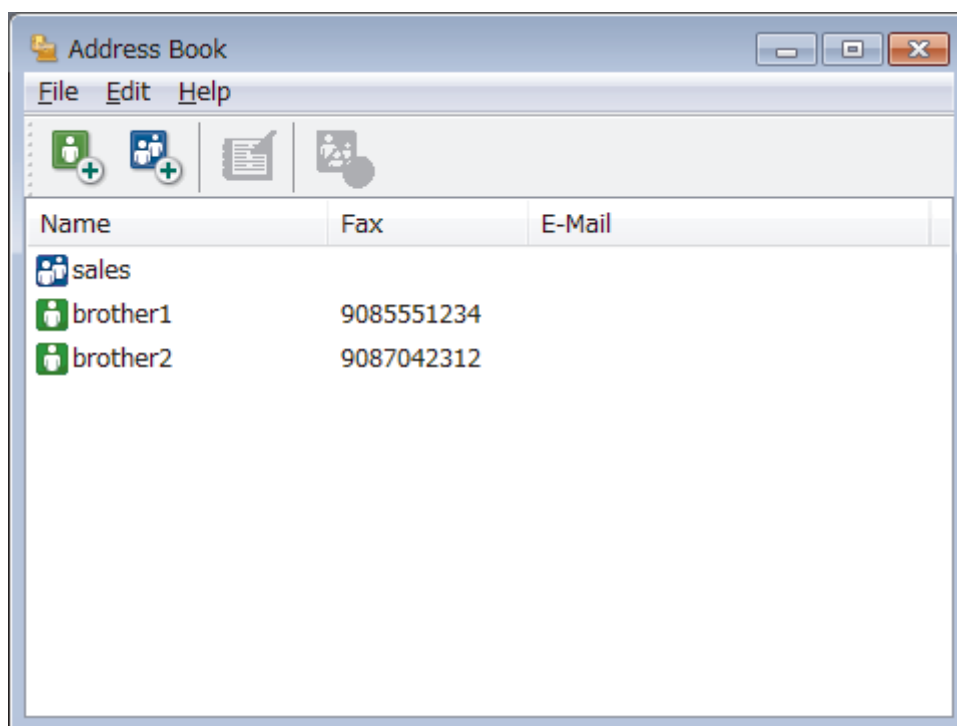 Address Book
File Edit Help
Name Fax E-Mail
sales
brother1 9085551234
brother2 9087042312